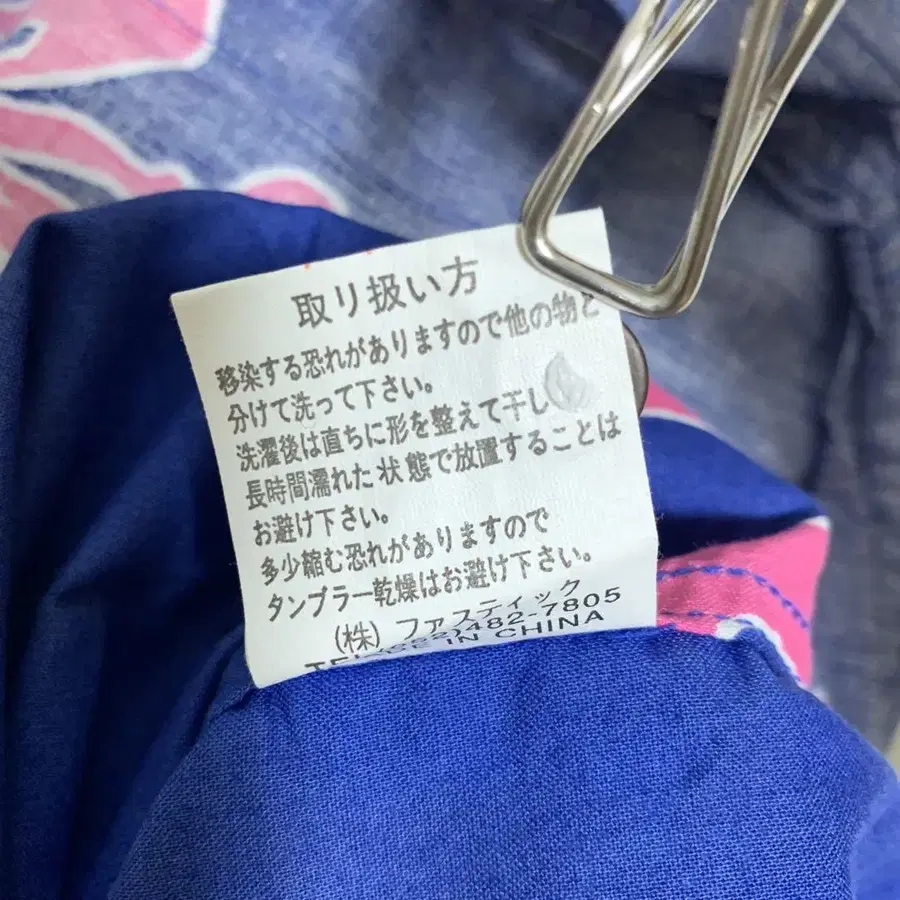 取り扱い方
移染する恐れがありますので他の物と
分けて洗って下さい。
洗濯後は直ちに形を整えて干し
長時間濡れた状態で放置することは
お避け下さい。
多少縮む恐れがありますので
タンブラー乾燥はお避け下さい。
(株) ファスティック
482-7805
IN CHINA